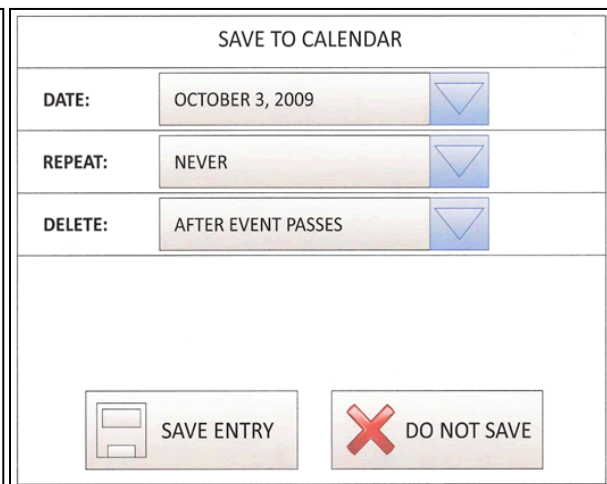 SAVE TO CALENDAR
DATE: OCTOBER 3, 2009
REPEAT: NEVER
DELETE: AFTER EVENT PASSES
SAVE ENTRY DO NOT SAVE